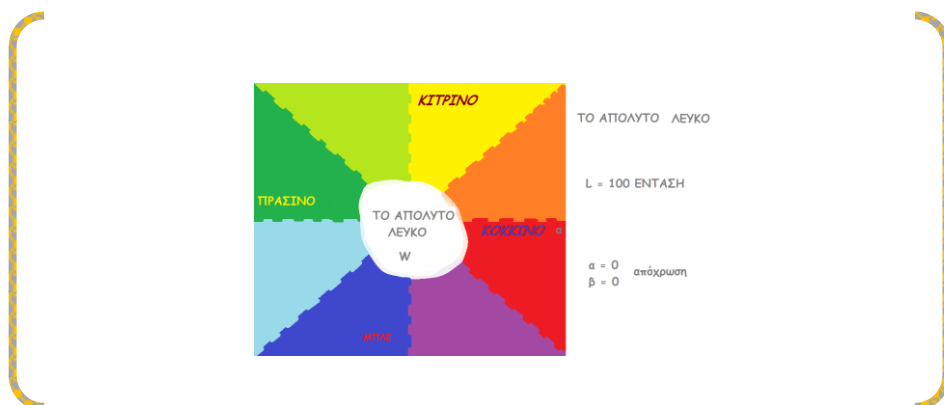 ΚΙΤΡΙΝΟ
ΤΟ ΑΠΟΛΥΤΟ ΛΕΥΚΟ
L = 100 ΕΝΤΑΣΗ
ΠΡΑΣΙΝΟ
ΤΟ ΑΠΟΛΥΤΟ
ΛΕΥΚΟ
W
ΚΟΚΚΙΝΟ α
α = 0
β = 0
απόχρωση
ΜΠΛΕ